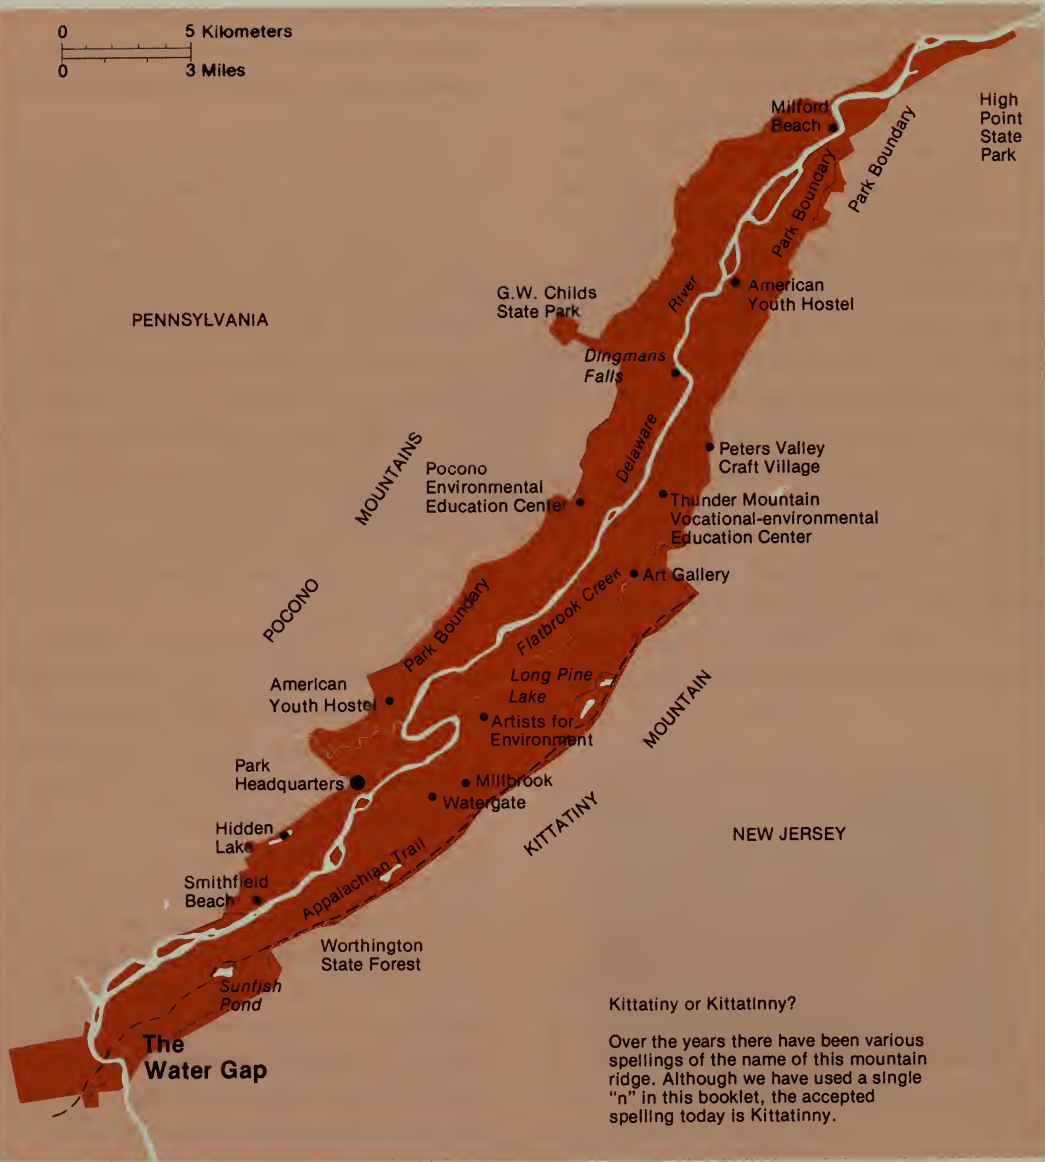 0 5 Kilometers
0 3 Miles
High
Point
State
Park
Milford
Beach
Park Boundary
Park Boundary
American
Youth Hostel
G.W. Childs
State Park
River
PENNSYLVANIA
Dingmans
Falls
Delaware
Peters Valley
Craft Village
MOUNTAINS
Pocono
Environmental
Education Center
Thunder Mountain
Vocational-environmental
Education Center
Art Gallery
Flatbrook Creek
POCONO
Park Boundary
Long Pine
Lake
American
Youth Hostel
Artists for
Environment
MOUNTAIN
Park
Headquarters
Millbrook
Watergate
KITTATINY
NEW JERSEY
Hidden
Lake
Smithfield
Beach
Appalachian Trail
Worthington
State Forest
Sunfish
Pond
The
Water Gap
Kittatiny or Kittatinny?
Over the years there have been various
spellings of the name of this mountain
ridge. Although we have used a single
"n" in this booklet, the accepted
spelling today is Kittatinny.